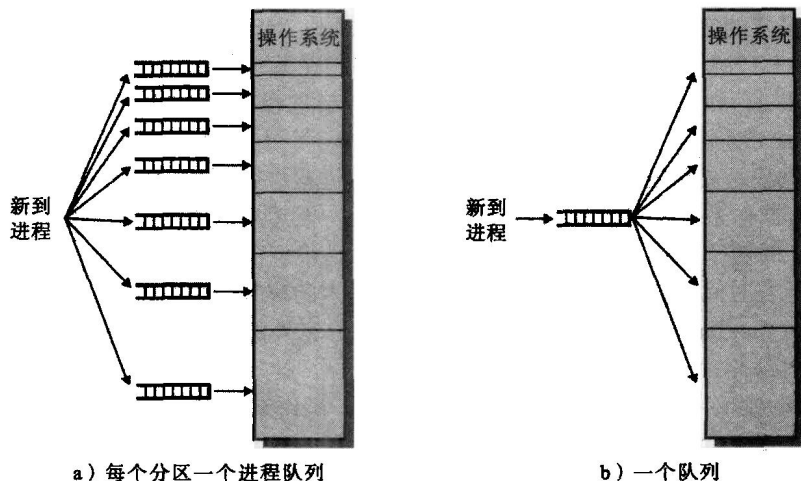 操作系统
新到
进程
a）每个分区一个进程队列
操作系统
新到
进程
b）一个队列